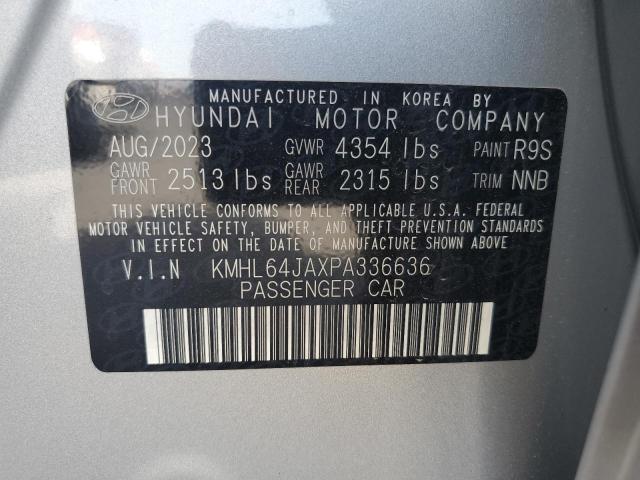 MANUFACTURED IN KOREA BY
HYUNDAI MOTOR COMPANY
AUG/2023 GVWR 4354 lbs PAINT R9S
GAWR FRONT 2513 lbs GAWR REAR 2315 lbs TRIM NNB
THIS VEHICLE CONFORMS TO ALL APPLICABLE U.S.A. FEDERAL
MOTOR VEHICLE SAFETY, BUMPER, AND THEFT PREVENTION STANDARDS
IN EFFECT ON THE DATE OF MANUFACTURE SHOWN ABOVE.
V.I.N KMHL64JAXPA336636
PASSENGER CAR